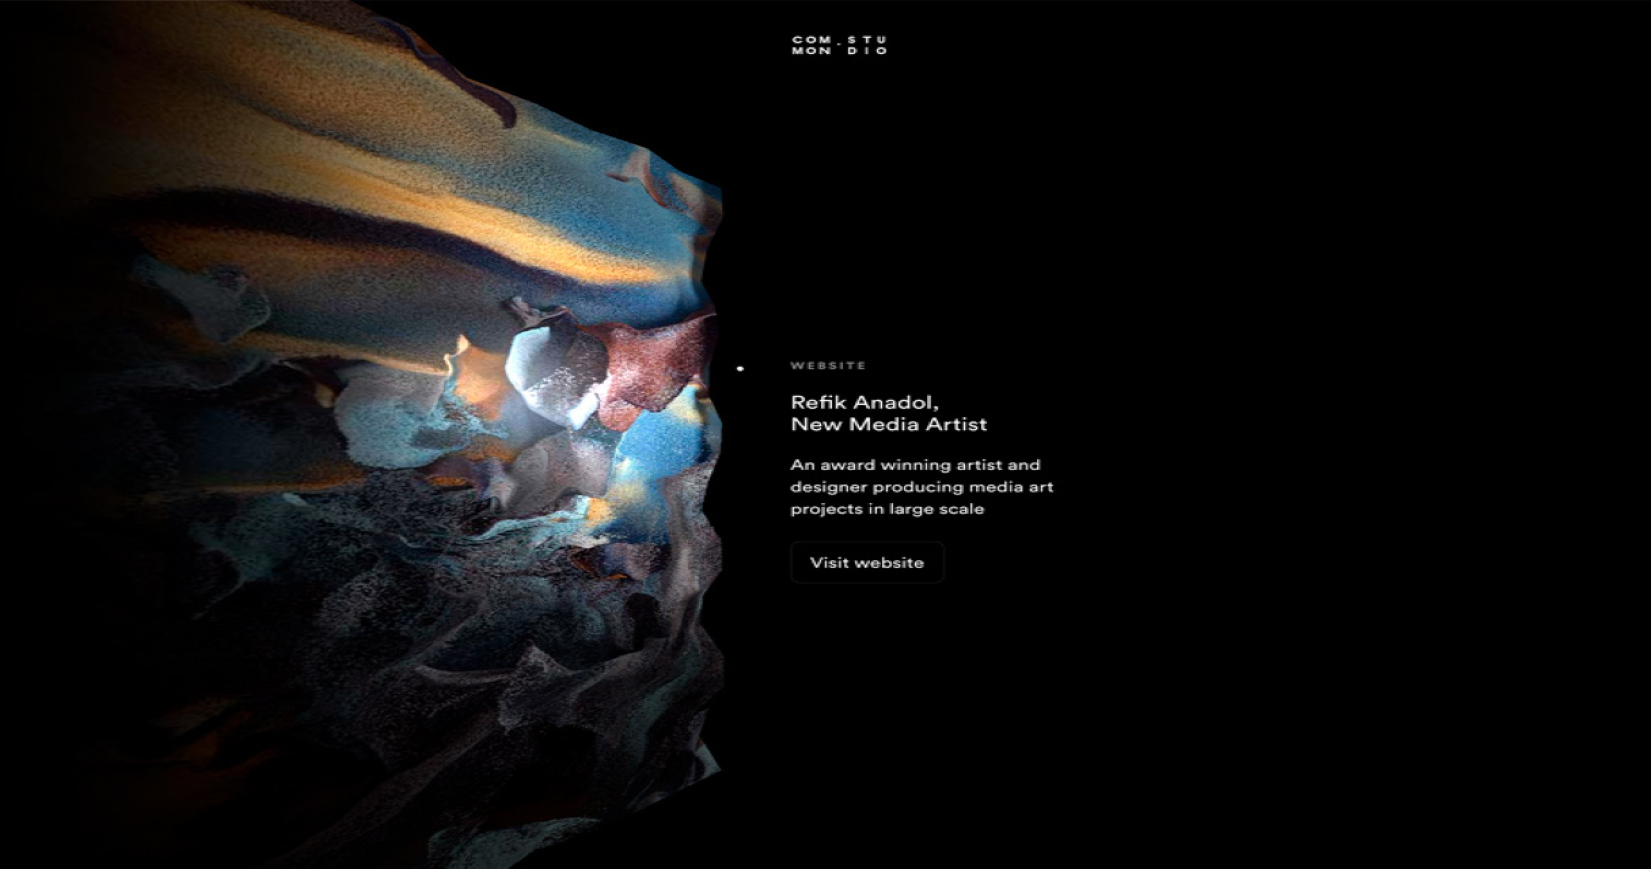 COM.STU
MON DIO
WEBSITE
Refik Anadol,
New Media Artist
An award winning artist and
designer producing media art
projects in large scale
Visit website